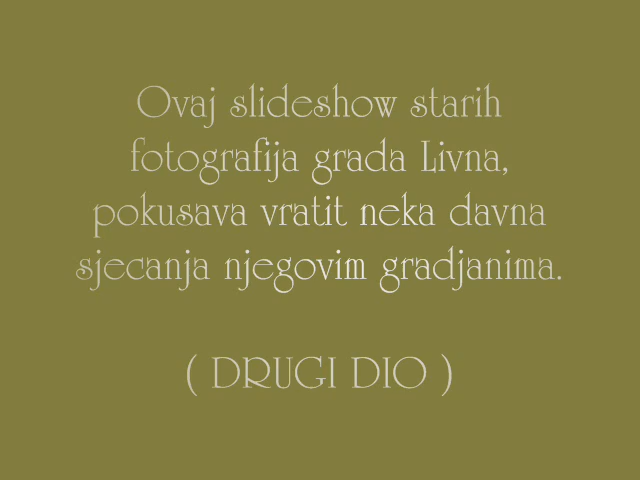 Ovaj slideshow starih
fotografija grada Livna,
pokusava vratit neka davna
sjecanja njegovim gradjanima.
( DRUGI DIO )